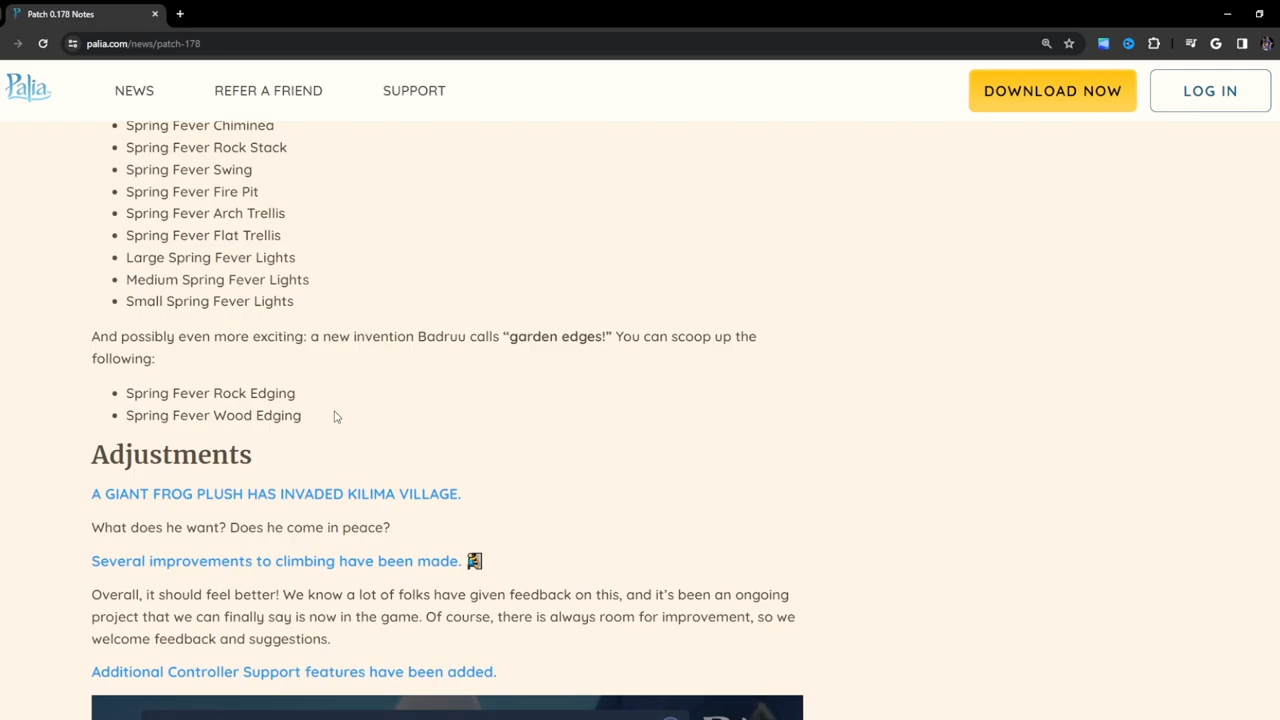 Patch 0.178 Notes
palia.com/news/patch-178
Palia
NEWS
REFER A FRIEND
SUPPORT
DOWNLOAD NOW
LOG IN
Spring Fever Chimined
Spring Fever Rock Stack
Spring Fever Swing
Spring Fever Fire Pit
Spring Fever Arch Trellis
Spring Fever Flat Trellis
Large Spring Fever Lights
Medium Spring Fever Lights
Small Spring Fever Lights
And possibly even more exciting: a new invention Badruu calls “garden edges!” You can scoop up the
following:
Spring Fever Rock Edging
Spring Fever Wood Edging
Adjustments
A GIANT FROG PLUSH HAS INVADED KILIMA VILLAGE.
What does he want? Does he come in peace?
Several improvements to climbing have been made.
Overall, it should feel better! We know a lot of folks have given feedback on this, and it’s been an ongoing
project that we can finally say is now in the game. Of course, there is always room for improvement, so we
welcome feedback and suggestions.
Additional Controller Support features have been added.